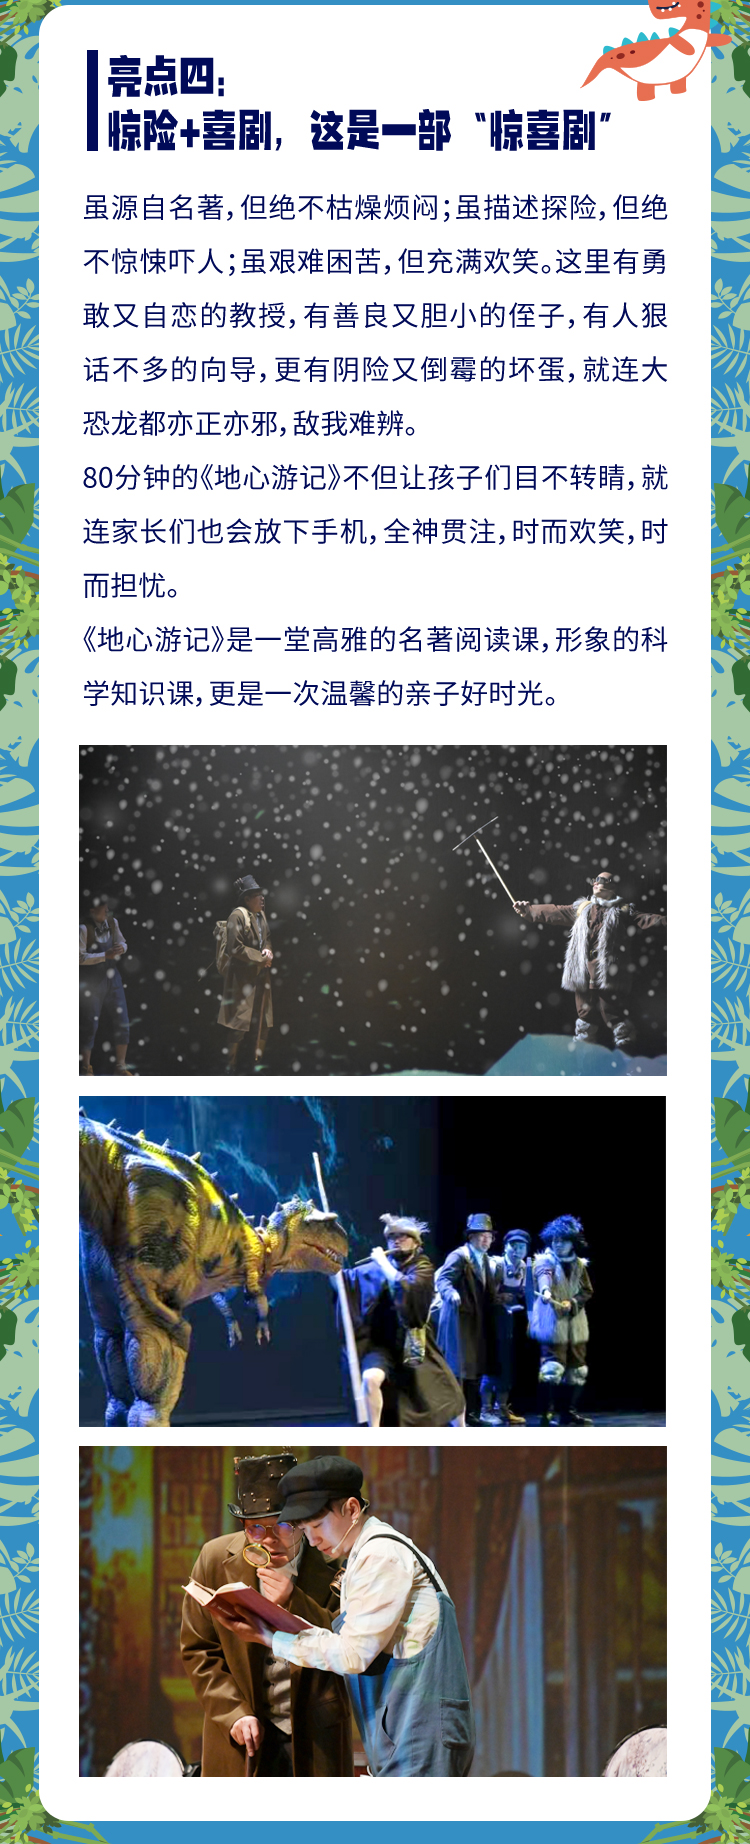 亮点四：
惊险+喜剧，这是一部“惊喜剧”
虽源自名著，但绝不枯燥烦闷；虽描述探险，但绝
不惊悚吓人；虽艰难困苦，但充满欢笑。这里有勇
敢又自恋的教授，有善良又胆小的侄子，有人狠
话不多的向导，更有阴险又倒霉的坏蛋，就连大
恐龙都亦正亦邪，敌我难辨。
80分钟的《地心游记》不但让孩子们目不转睛，就
连家长们也会放下手机，全神贯注，时而欢笑，时
而担忧。
《地心游记》是一堂高雅的名著阅读课，形象的科
学知识课，更是一次温馨的亲子好时光。